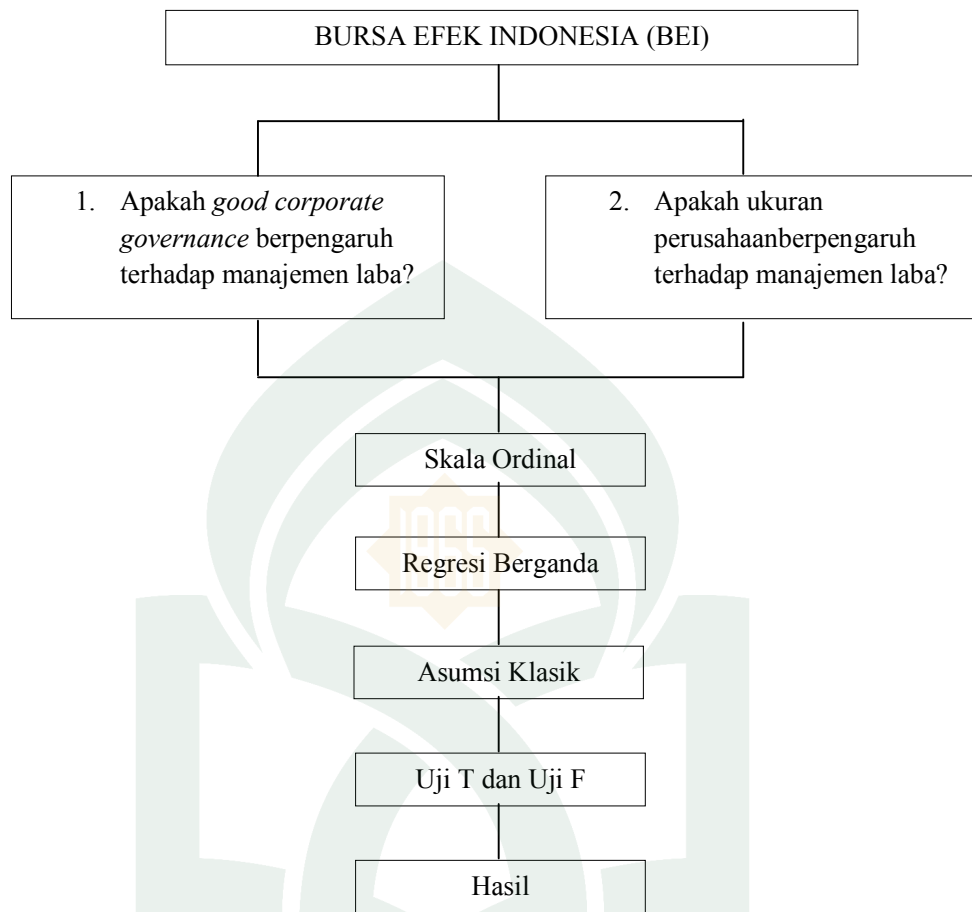 BURSA EFEK INDONESIA (BEI)
1. Apakah good corporate
governance berpengaruh
terhadap manajemen laba?
2. Apakah ukuran
perusahaanberpengaruh
terhadap manajemen laba?
Skala Ordinal
1965
Regresi Berganda
Asumsi Klasik
Uji T dan Uji F
Hasil